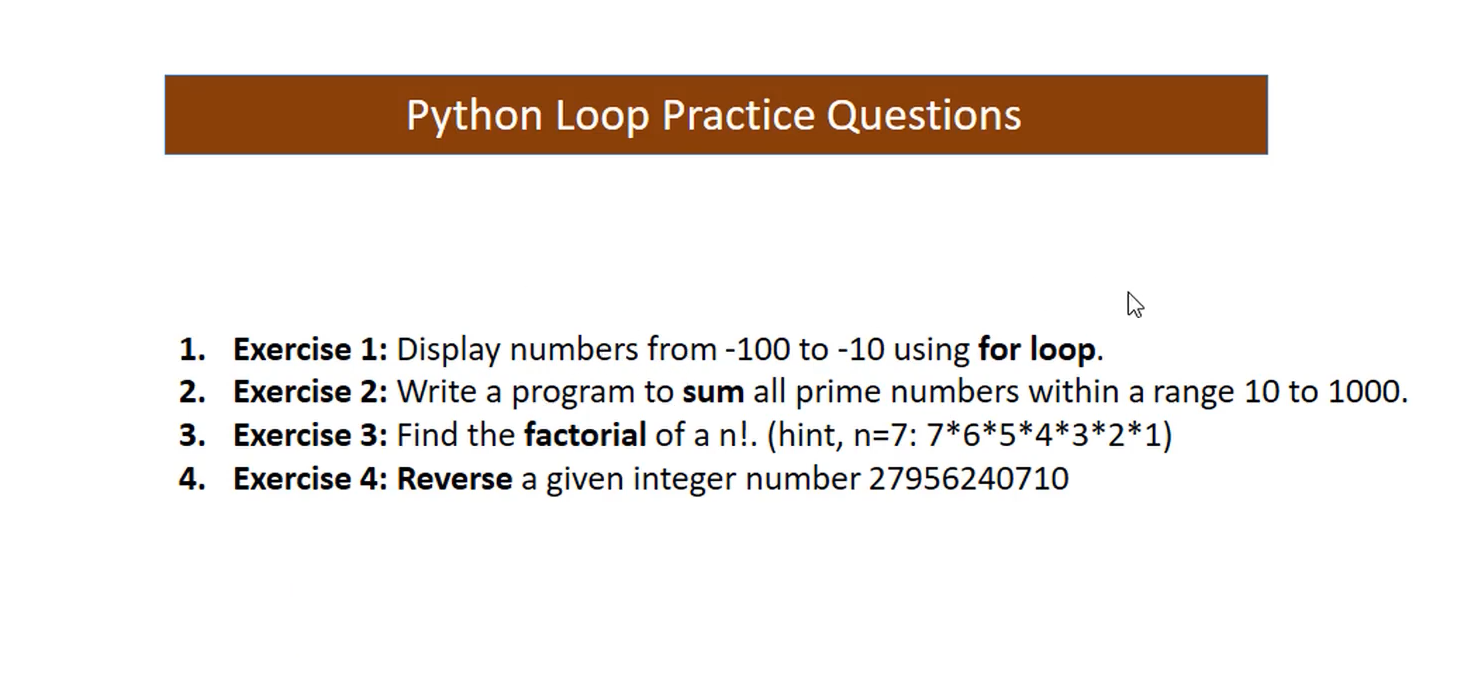 Python Loop Practice Questions
1. Exercise 1: Display numbers from -100 to -10 using for loop.
2. Exercise 2: Write a program to sum all prime numbers within a range 10 to 1000.
3. Exercise 3: Find the factorial of a n!. (hint, n=7: 7*6*5*4*3*2*1)
4. Exercise 4: Reverse a given integer number 27956240710